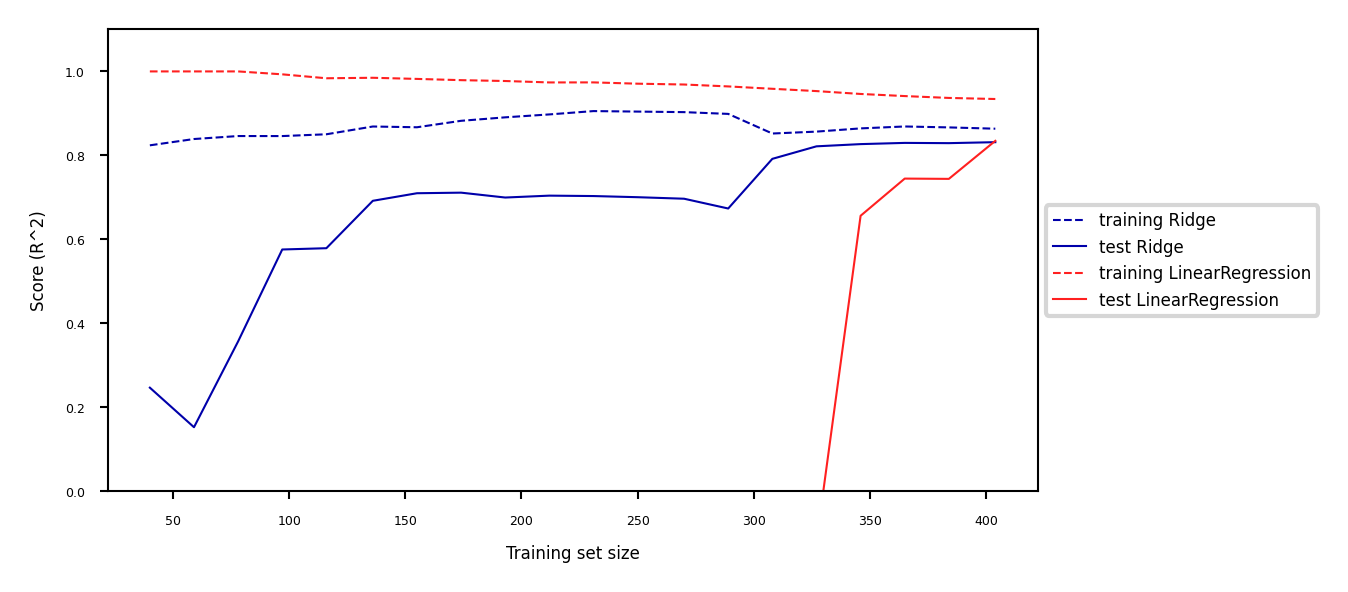 1.0
0.8
0.6
0.4
0.2
0.0
Score (R^2)
50 100 150 200 250 300 350 400
Training set size
training Ridge
test Ridge
training LinearRegression
test LinearRegression